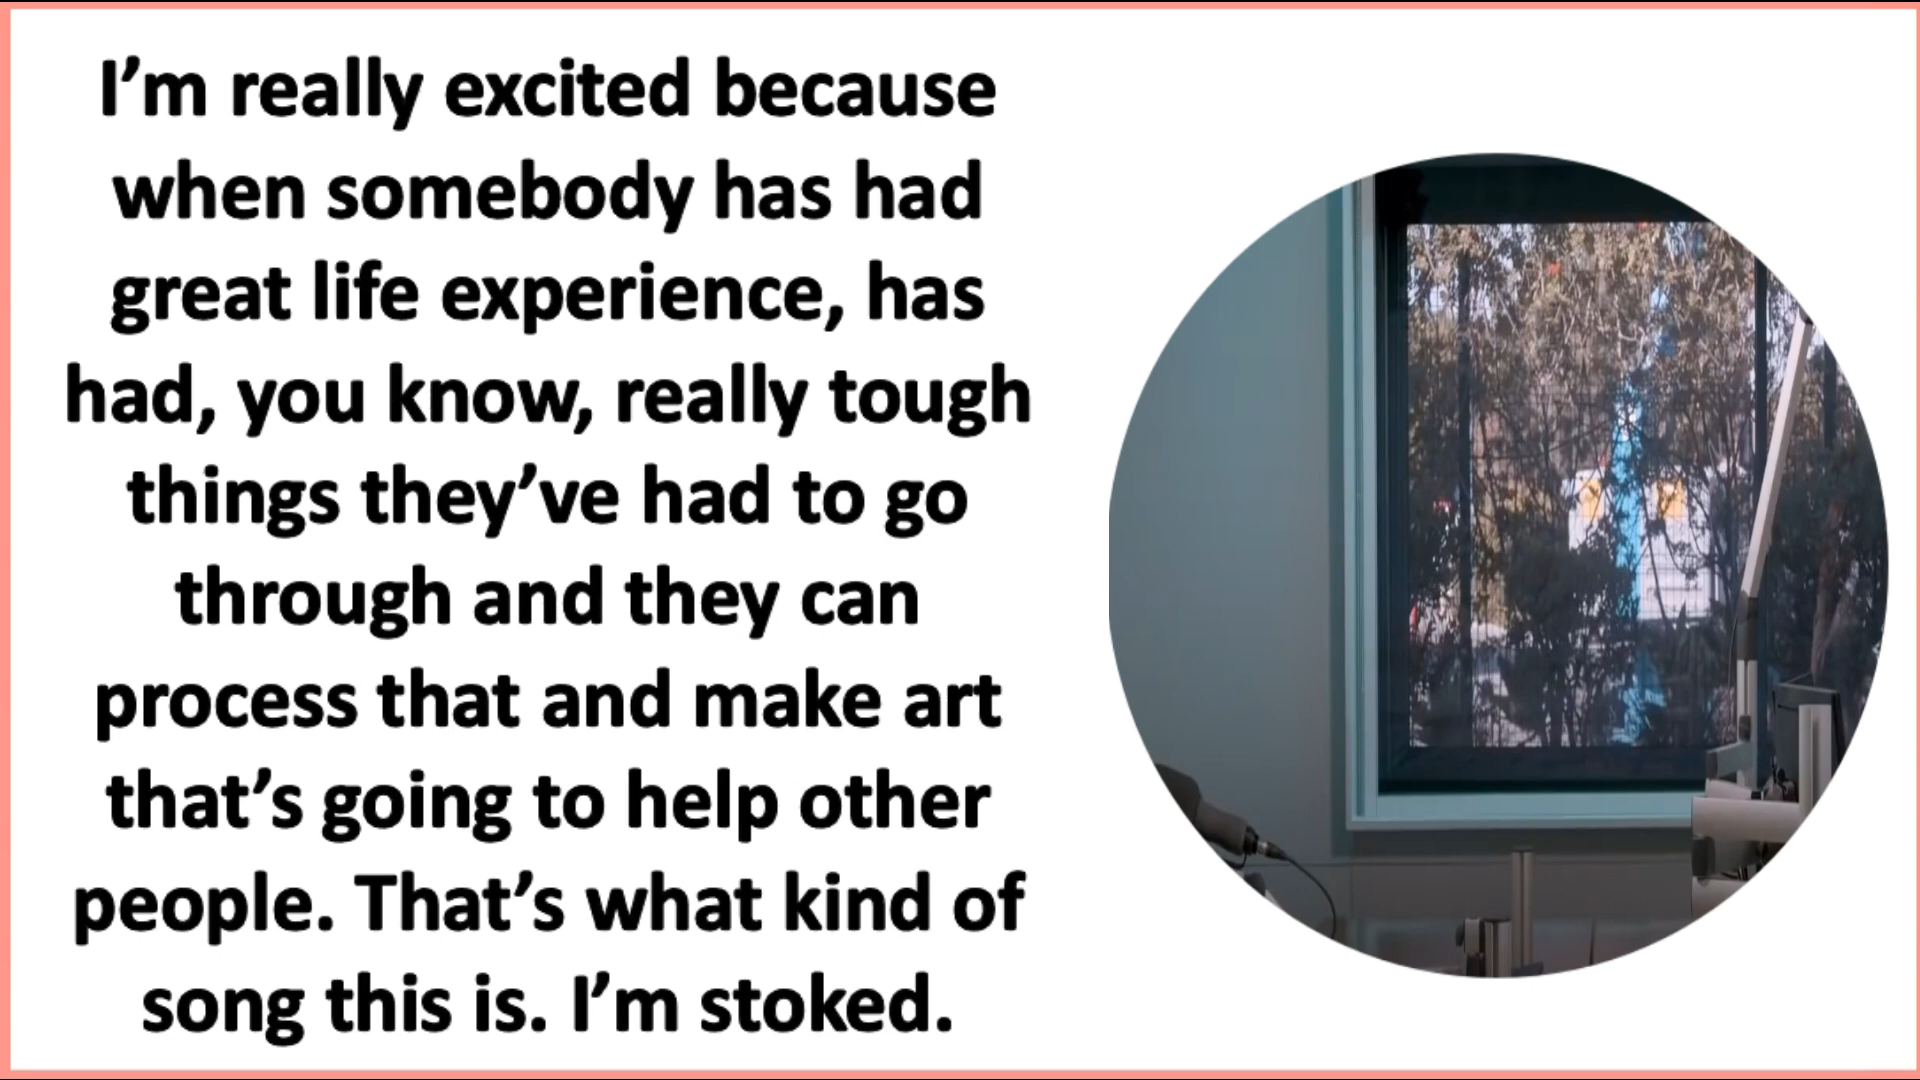 I’m really excited because
when somebody has had
great life experience, has
had, you know, really tough
things they’ve had to go
through and they can
process that and make art
that’s going to help other
people. That’s what kind of
song this is. I’m stoked.